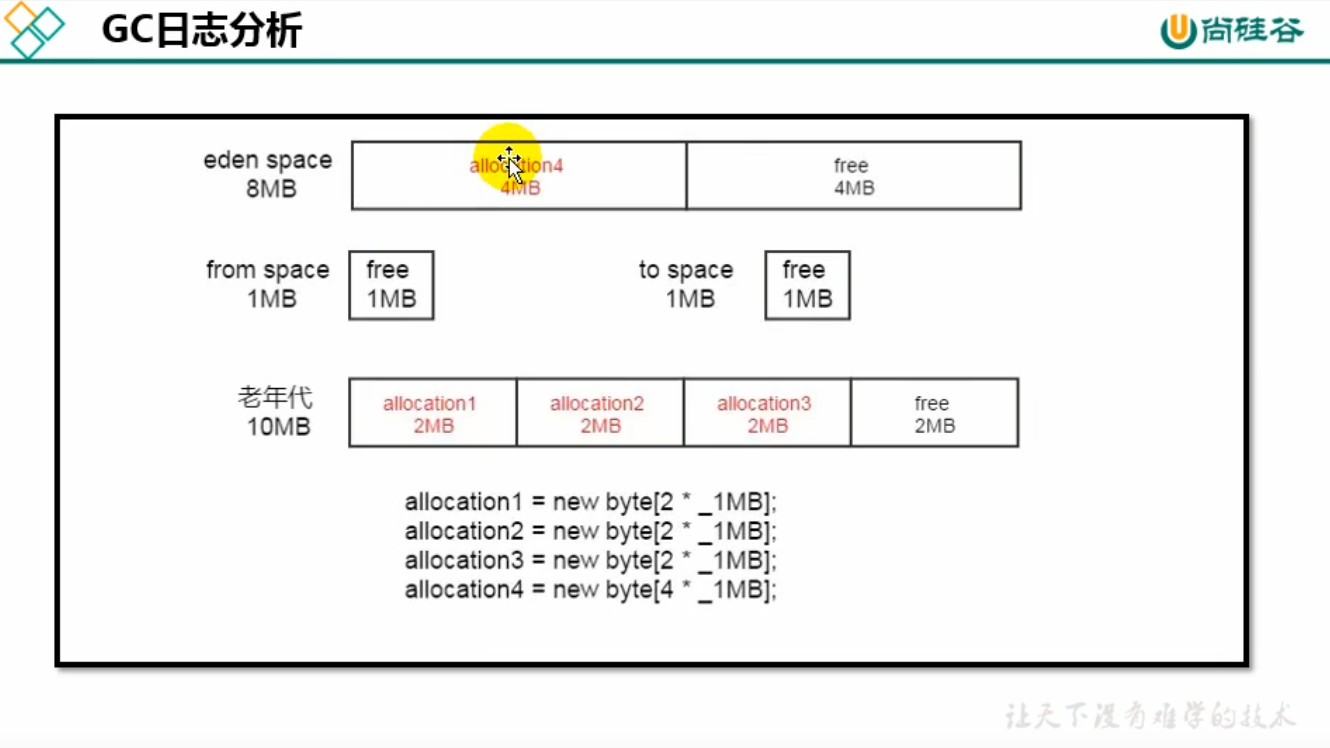 GC日志分析
尚硅谷
eden space
8MB
allocation4
4MB
free
4MB
from space
1MB
free
1MB
to space
1MB
free
1MB
老年代
10MB
allocation1
2MB
allocation2
2MB
allocation3
2MB
free
2MB
allocation1 = new byte[2 * _1MB];
allocation2 = new byte[2 * _1MB];
allocation3 = new byte[2 * _1MB];
allocation4 = new byte[4 * _1MB];
让天下没有难学的技术